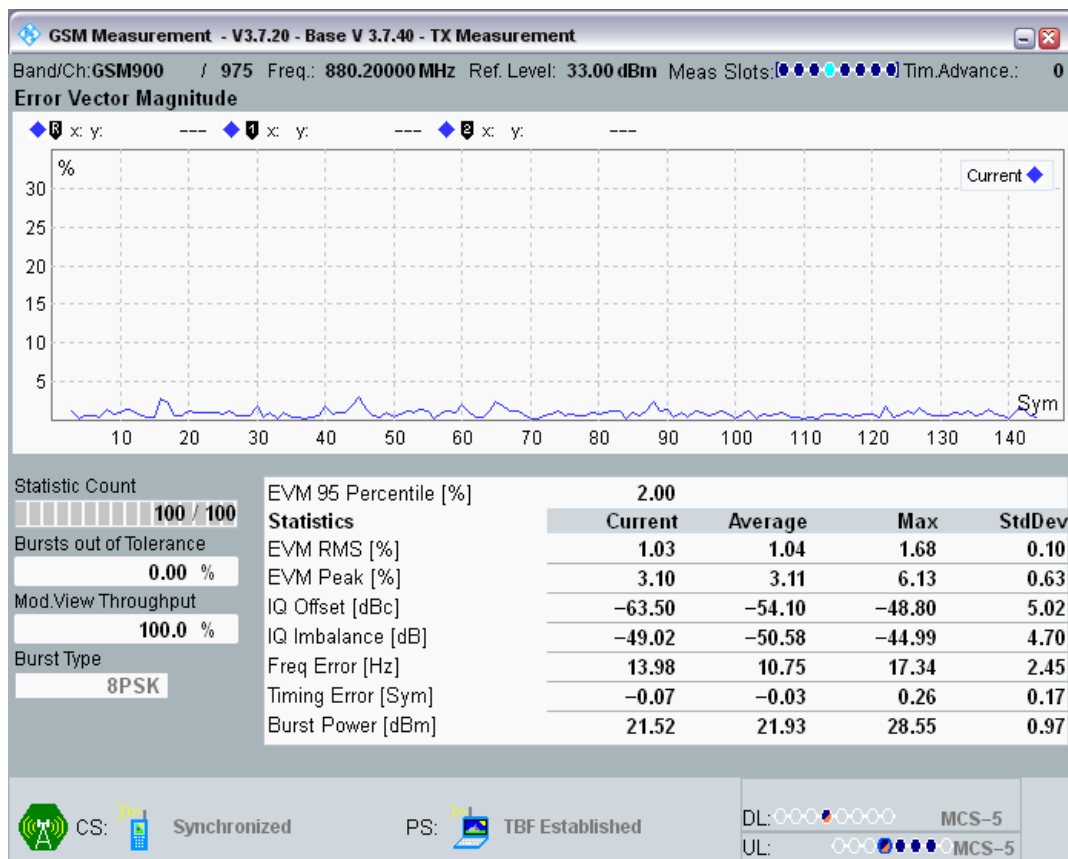 GSM Measurement - V3.7.20 - Base V 3.7.40 - TX Measurement
Band/Ch:GSM900 / 975 Freq.: 880.20000 MHz Ref. Level: 33.00 dBm Meas Slots: Tim.Advance.: 0
Error Vector Magnitude
R x: y: --- 1 x: y: --- 2 x: y: ---
%
Current
30
25
20
15
10
5
Sym
10 20 30 40 50 60 70 80 90 100 110 120 130 140
Statistic Count
100 / 100
Bursts out of Tolerance
0.00 %
Mod.View Throughput
100.0 %
Burst Type
8PSK
EVM 95 Percentile [%] 2.00
Statistics Current Average Max StdDev
EVM RMS [%] 1.03 1.04 1.68 0.10
EVM Peak [%] 3.10 3.11 6.13 0.63
IQ Offset [dBc] −63.50 −54.10 −48.80 5.02
IQ Imbalance [dB] −49.02 −50.58 −44.99 4.70
Freq Error [Hz] 13.98 10.75 17.34 2.45
Timing Error [Sym] −0.07 −0.03 0.26 0.17
Burst Power [dBm] 21.52 21.93 28.55 0.97
CS: Synchronized PS: TBF Established
DL: MCS−5
UL: MCS−5